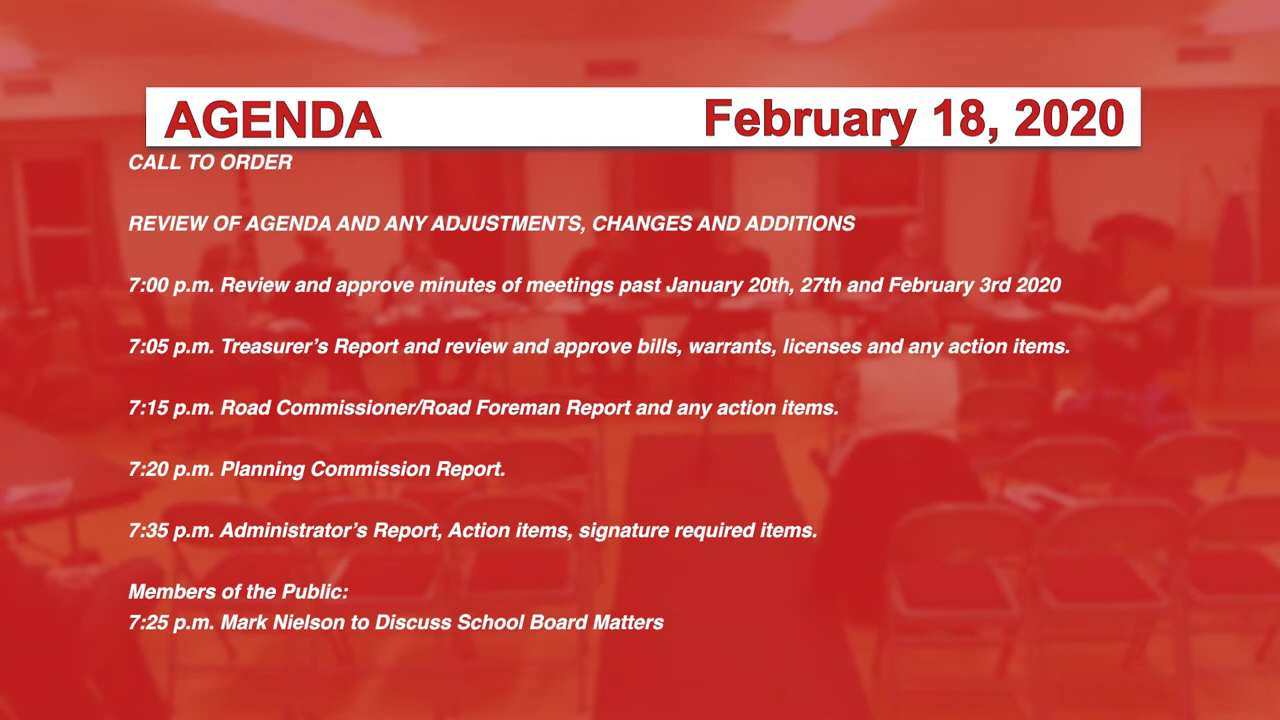 AGENDA February 18, 2020
CALL TO ORDER
REVIEW OF AGENDA AND ANY ADJUSTMENTS, CHANGES AND ADDITIONS
7:00 p.m. Review and approve minutes of meetings past January 20th, 27th and February 3rd 2020
7:05 p.m. Treasurer’s Report and review and approve bills, warrants, licenses and any action items.
7:15 p.m. Road Commissioner/Road Foreman Report and any action items.
7:20 p.m. Planning Commission Report.
7:35 p.m. Administrator’s Report, Action items, signature required items.
Members of the Public:
7:25 p.m. Mark Nielson to Discuss School Board Matters